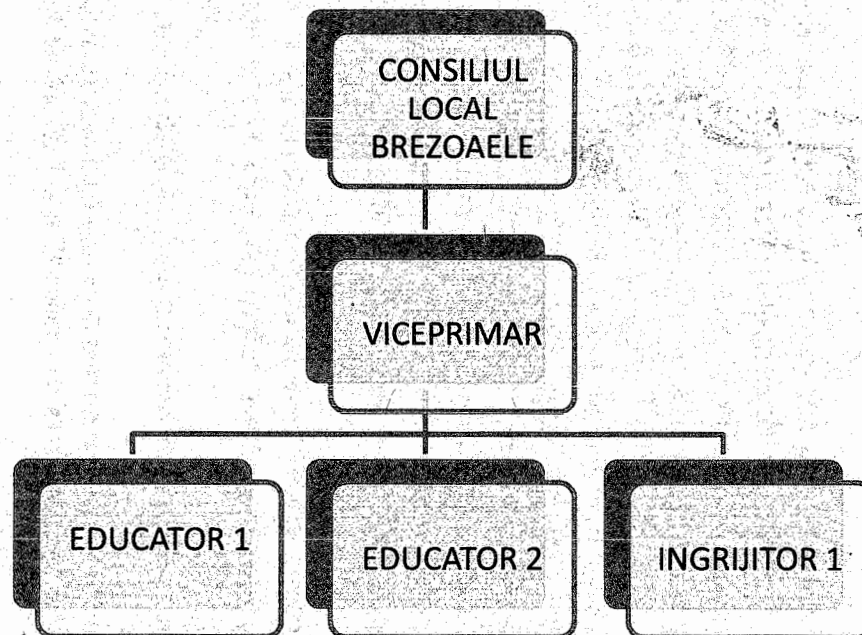 CONSILIUL
LOCAL
BREZOAELE
VICEPRIMAR
EDUCATOR 1
EDUCATOR 2
INGRIJITOR 1